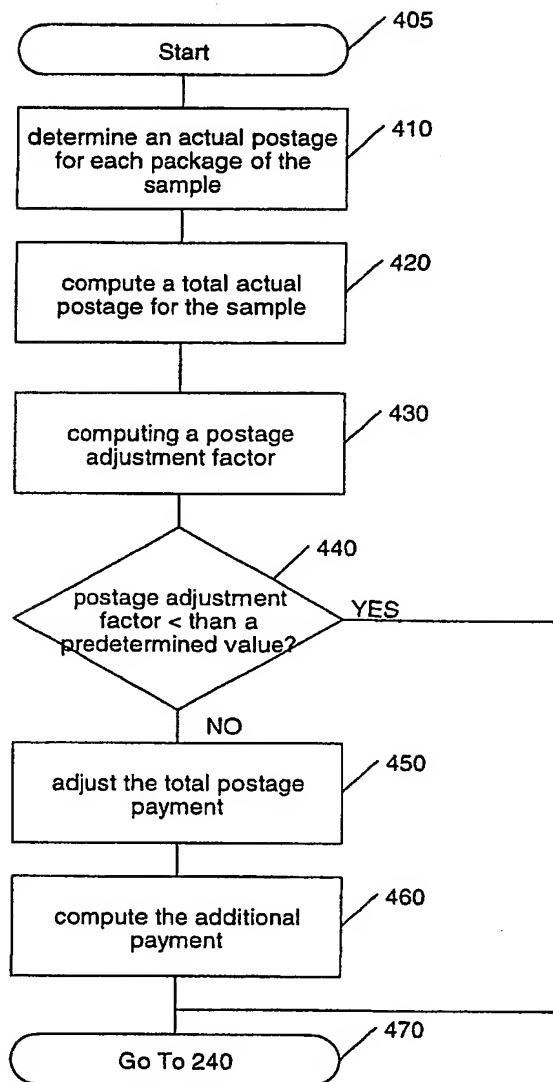 405
Start
410
determine an actual postage
for each package of the
sample
420
compute a total actual
postage for the sample
430
computing a postage
adjustment factor
440
postage adjustment
factor < than a
predetermined value?
YES
NO
450
adjust the total postage
payment
460
compute the additional
payment
470
Go To 240